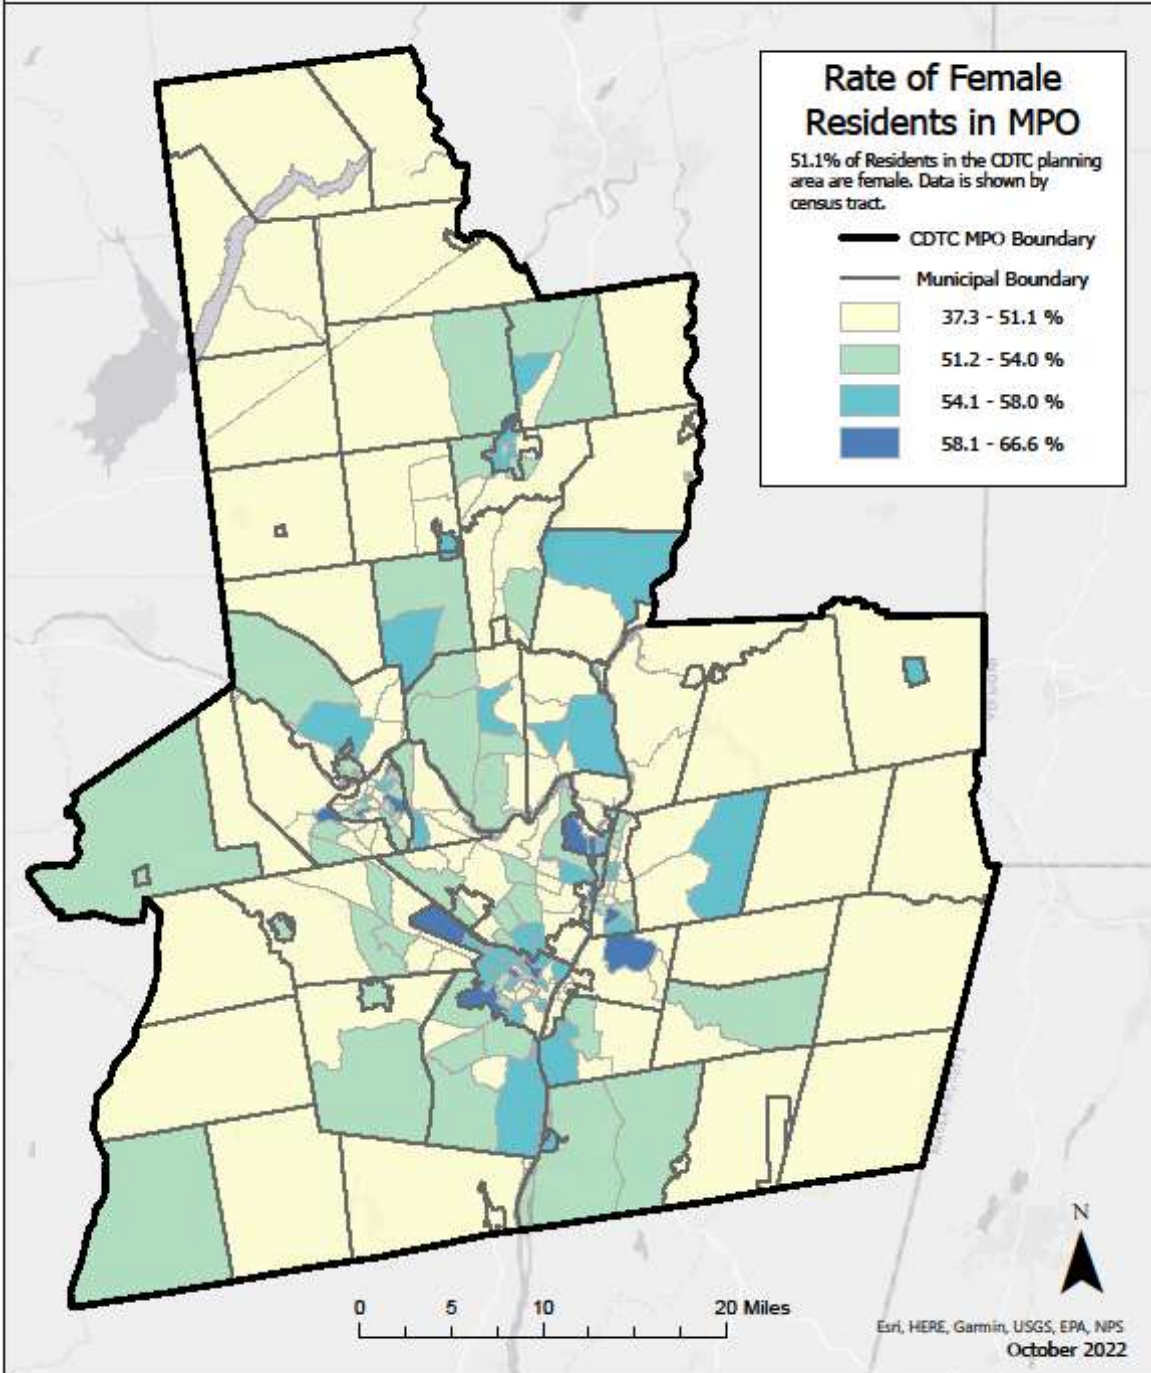 Rate of Female
Residents in MPO
51.1% of Residents in the CDTC planning
area are female. Data is shown by
census tract.
CDTC MPO Boundary
Municipal Boundary
37.3 - 51.1 %
51.2 - 54.0 %
54.1 - 58.0 %
58.1 - 66.6 %
N
0 5 10 20 Miles
Esri, HERE, Garmin, USGS, EPA, NPS
October 2022